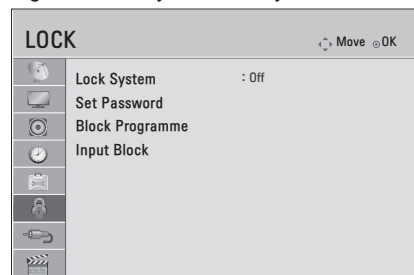 LOCK
Move OK
Lock System : Off
Set Password
Block Programme
Input Block